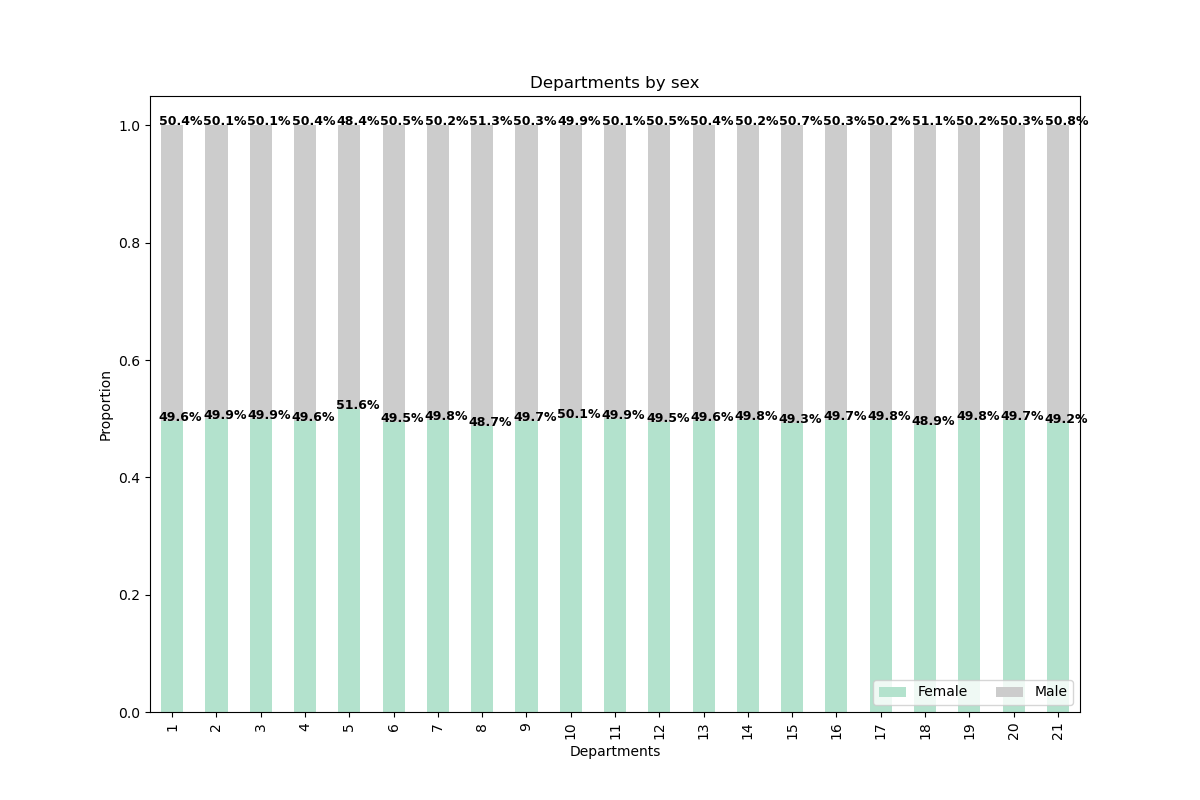 Departments by sex
1.0
50.4% 50.1% 50.1% 50.4% 48.4% 50.5% 50.2% 51.3% 50.3% 49.9% 50.1% 50.5% 50.4% 50.2% 50.7% 50.3% 50.2% 51.1% 50.2% 50.3% 50.8%
0.8
0.6
49.6% 49.9% 49.9% 49.6% 51.6% 49.5% 49.8% 48.7% 49.7% 50.1% 49.9% 49.5% 49.6% 49.8% 49.3% 49.7% 49.8% 48.9% 49.8% 49.7% 49.2%
0.4
0.2
0.0
Proportion
Female Male
1 2 3 4 5 6 7 8 9 10 11 12 13 14 15 16 17 18 19 20 21
Departments